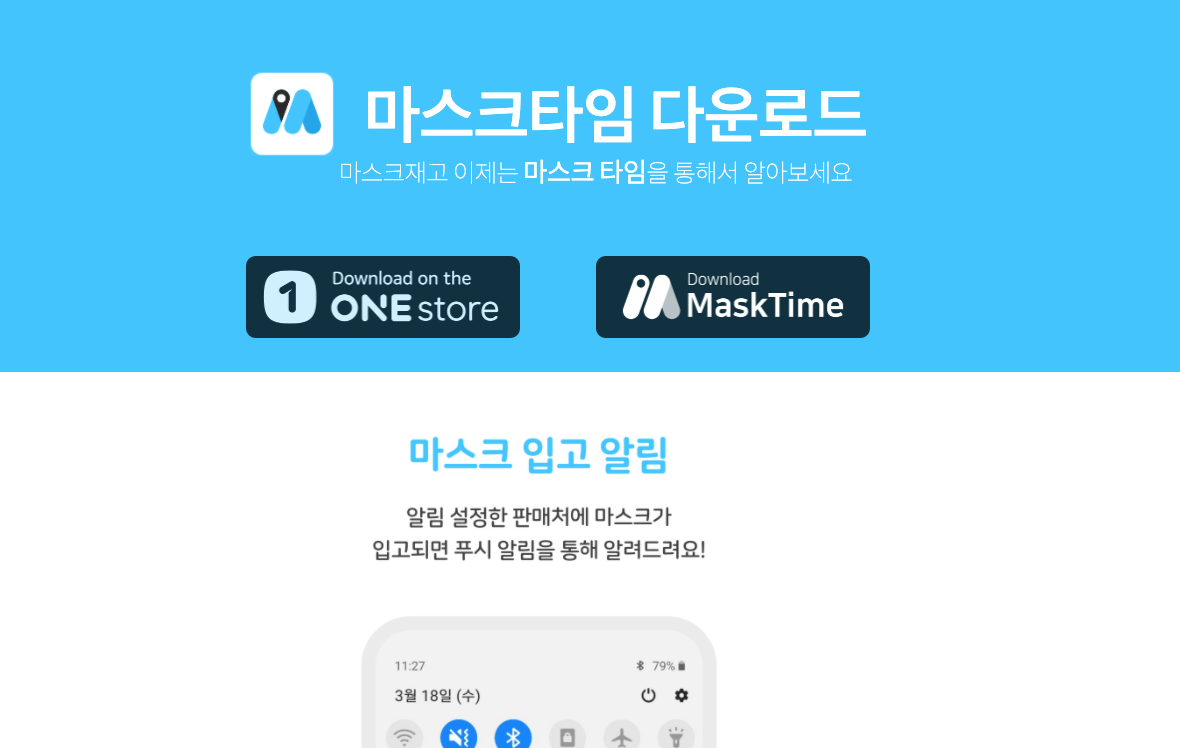 마스크타임 다운로드
마스크재고 이제는 마스크 타임을 통해서 알아보세요
Download on the
1 ONE store
Download
MaskTime
마스크 입고 알림
알림 설정한 판매처에 마스크가
입고되면 푸시 알림을 통해 알려드려요!
11:27 79%
3월 18일 (수)